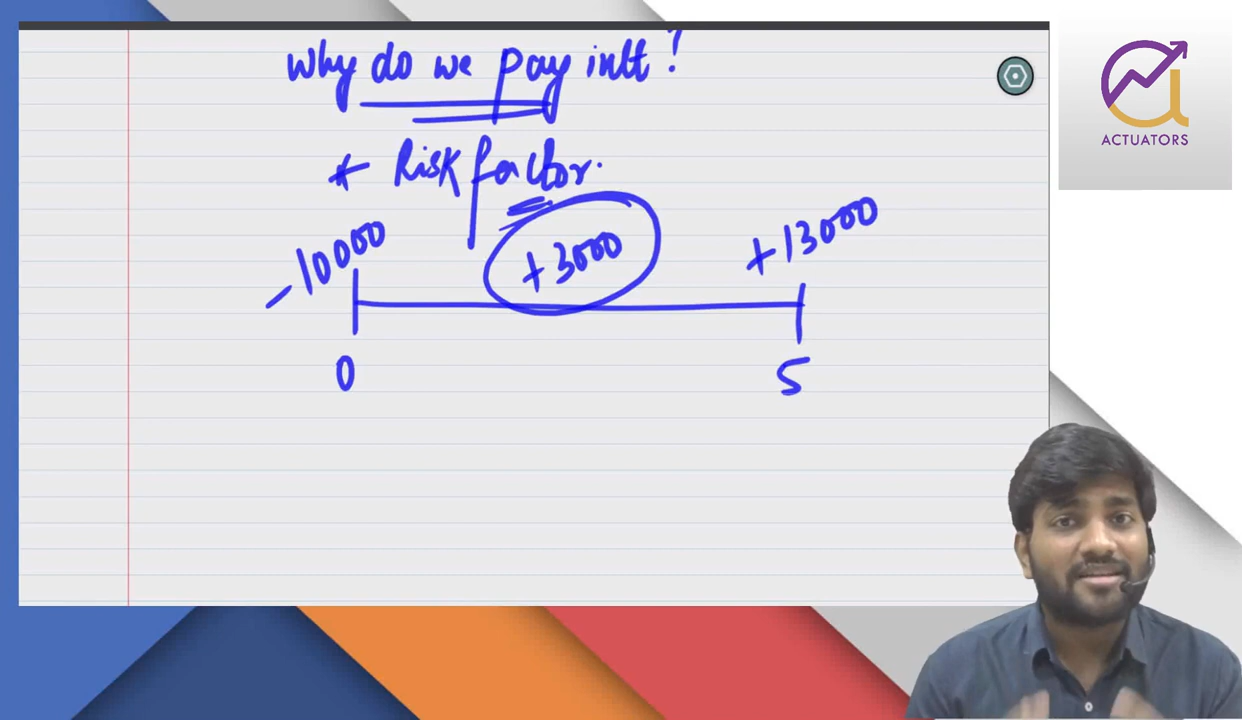 Why do we pay intt?
* Risk factor.
-10000 +3000 +13000
0 5
ACTUATORS